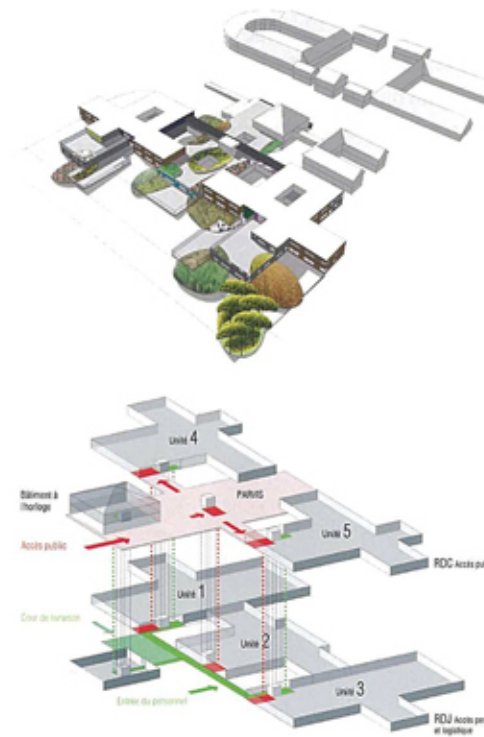 Unité 4
Bâtiment à
l'horloge
PARVIS
Accès public
Unité 5
RDC Accès pu
Unité 1
Cour de livraison
Unité 2
Entrée du personnel
Unité 3
RDJ Accès per
et logistique